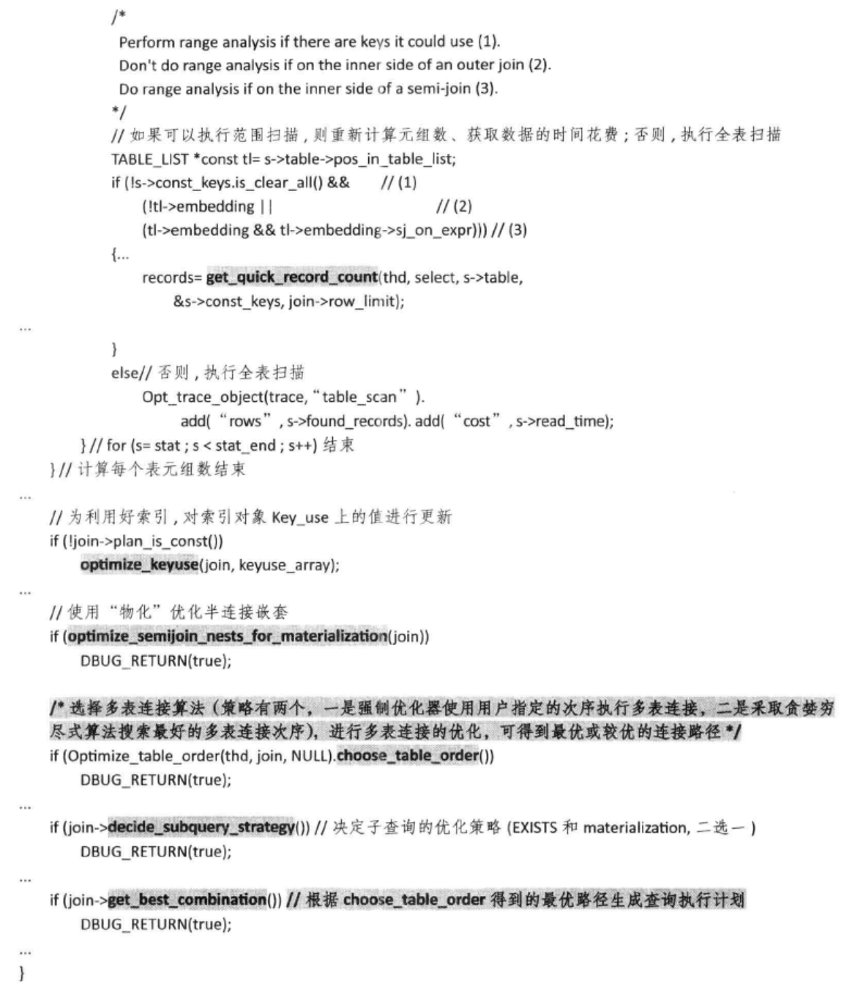 /*
Perform range analysis if there are keys it could use (1).
Don't do range analysis if on the inner side of an outer join (2).
Do range analysis if on the inner side of a semi-join (3).
*/
// 如果可以执行范围扫描,则重新计算元组数、获取数据的时间花费;否则,执行全表扫描
TABLE_LIST *const tl= s->table->pos_in_table_list;
if (!s->const_keys.is_clear_all() && // (1)
(!tl->embedding || // (2)
(tl->embedding && tl->embedding->sj_on_expr))) // (3)
{...
records= get_quick_record_count(thd, select, s->table,
&s->const_keys, join->row_limit);
...
}
else// 否则,执行全表扫描
Opt_trace_object(trace, “table_scan” ).
add( “rows” , s->found_records). add( “cost” , s->read_time);
} // for (s= stat ; s < stat_end ; s++) 结束
} // 计算每个表元组数结束
...
// 为利用好索引,对索引对象 Key_use 上的值进行更新
if (!join->plan_is_const())
optimize_keyuse(join, keyuse_array);
...
// 使用“物化”优化半连接嵌套
if (optimize_semijoin_nests_for_materialization(join))
DBUG_RETURN(true);
/* 选择多表连接算法(策略有两个,一是强制优化器使用用户指定的次序执行多表连接,二是采取贪婪穷
尽式算法搜索最好的多表连接次序),进行多表连接的优化,可得到最优或较优的连接路径 */
if (Optimize_table_order(thd, join, NULL).choose_table_order())
DBUG_RETURN(true);
...
if (join->decide_subquery_strategy()) // 决定子查询的优化策略 (EXISTS 和 materialization, 二选一 )
DBUG_RETURN(true);
...
if (join->get_best_combination()) // 根据 choose_table_order 得到的最优路径生成查询执行计划
DBUG_RETURN(true);
...
}